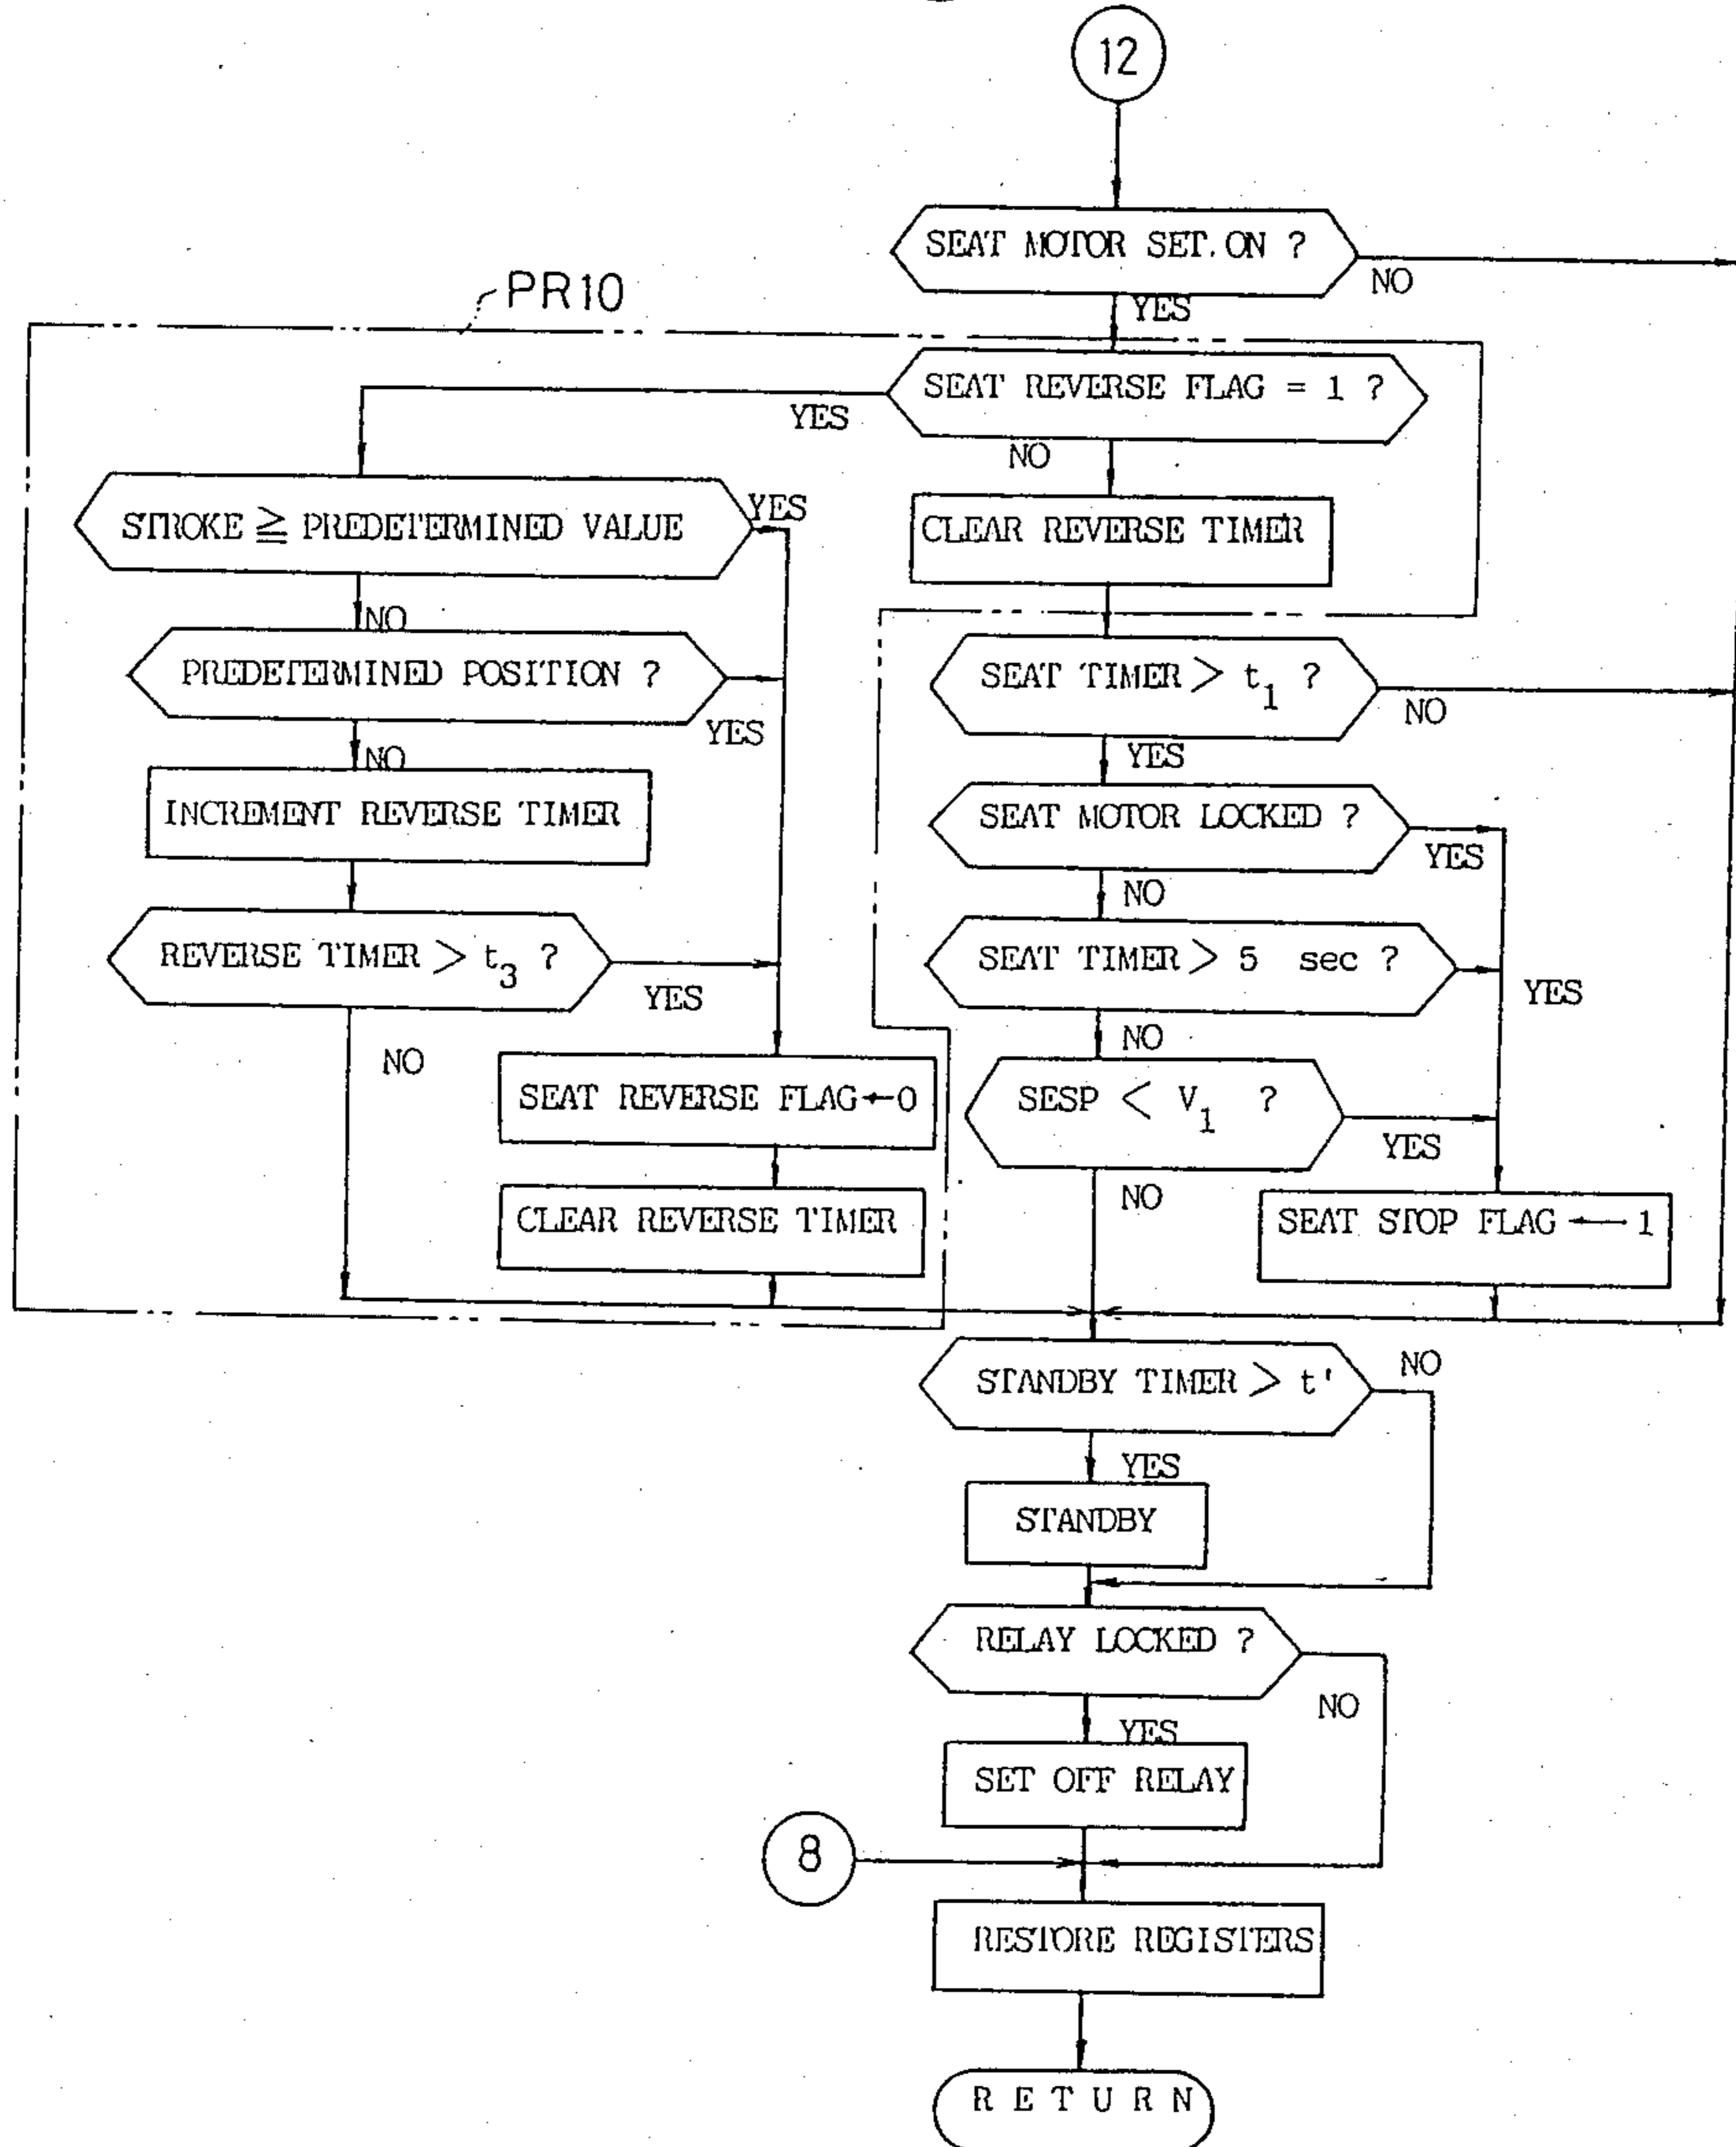 12
SEAT MOTOR SET. ON ?
NO
YES
PR10
SEAT REVERSE FLAG = 1 ?
YES
NO
STROKE ≧ PREDETERMINED VALUE
YES
CLEAR REVERSE TIMER
NO
PREDETERMINED POSITION ?
YES
SEAT TIMER > t1 ?
NO
YES
NO
INCREMENT REVERSE TIMER
SEAT MOTOR LOCKED ?
YES
NO
REVERSE TIMER > t3 ?
YES
SEAT TIMER > 5 sec ?
YES
NO
NO
SEAT REVERSE FLAG ← 0
SESP < V1 ?
YES
NO
CLEAR REVERSE TIMER
SEAT STOP FLAG ← 1
STANDBY TIMER > t'
NO
YES
STANDBY
RELAY LOCKED ?
NO
YES
SET OFF RELAY
8
RESTORE REGISTERS
RETURN